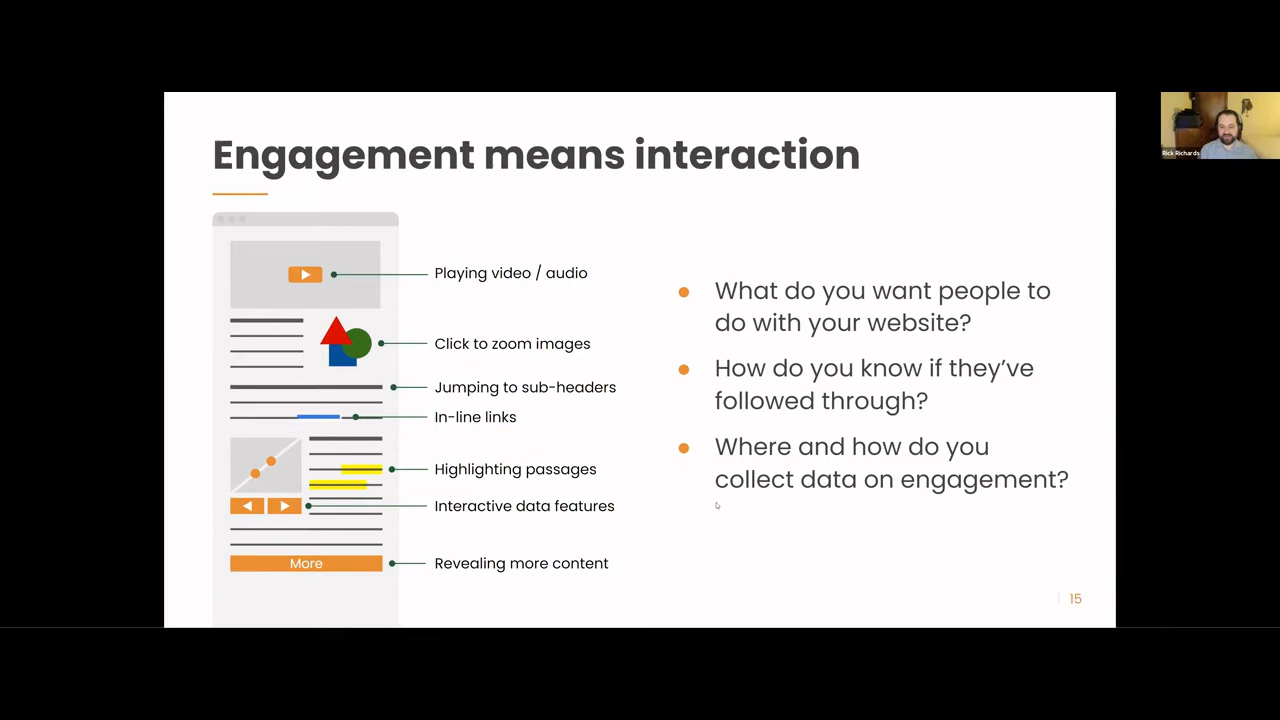 Engagement means interaction
Playing video / audio
Click to zoom images
Jumping to sub-headers
In-line links
Highlighting passages
Interactive data features
More
Revealing more content
What do you want people to
do with your website?
How do you know if they’ve
followed through?
Where and how do you
collect data on engagement?
15
Rick Richards